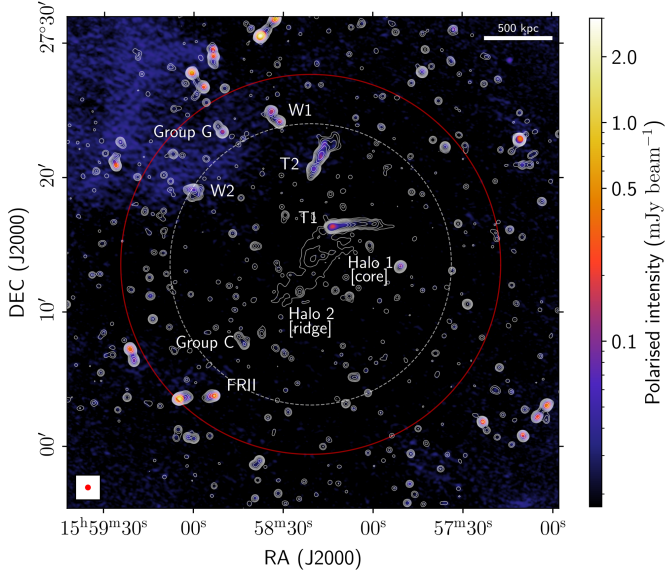 27°30′
20′
10′
00′
DEC (J2000)
500 kpc
W1
Group G
T2
W2
T1
Halo 1
[core]
Halo 2
[ridge]
Group C
FRII
15ʰ59ᵐ30ˢ
00ˢ
58ᵐ30ˢ
00ˢ
57ᵐ30ˢ
00ˢ
RA (J2000)
2.0
1.0
0.5
0.1
Polarised intensity (mJy beam⁻¹)